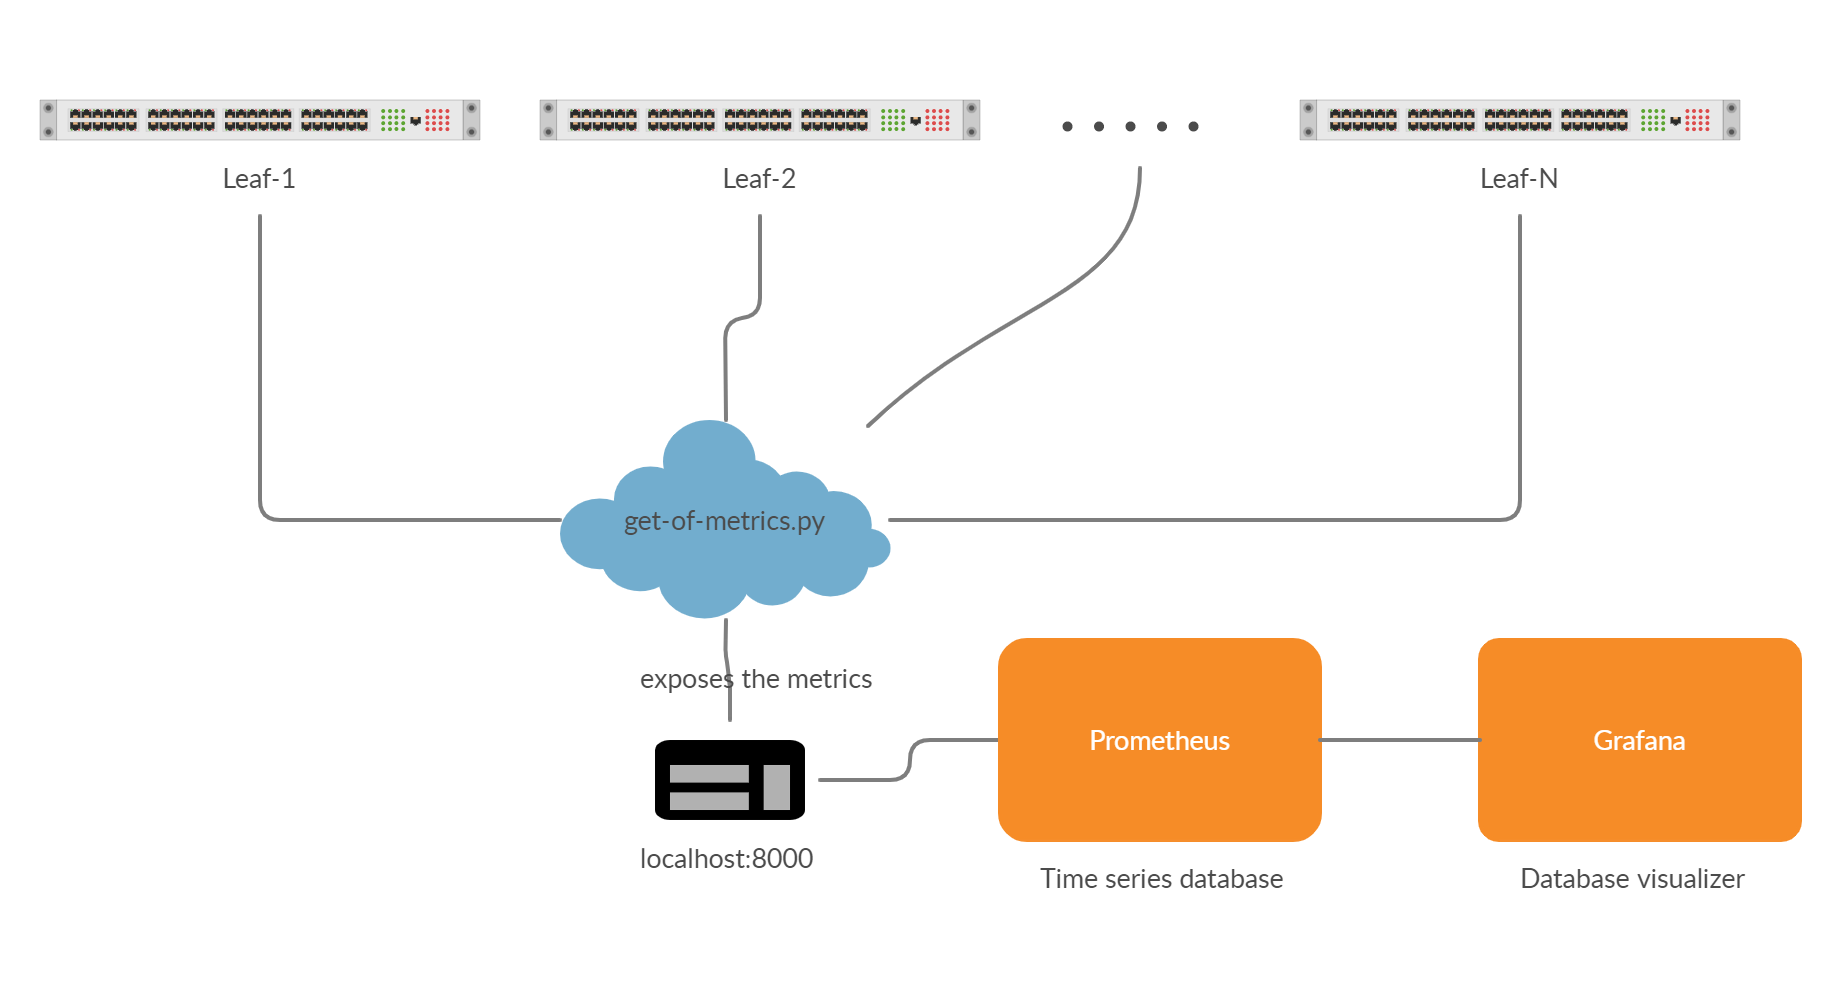 Leaf-1
Leaf-2
Leaf-N
get-of-metrics.py
exposes the metrics
Prometheus
Grafana
localhost:8000
Time series database
Database visualizer